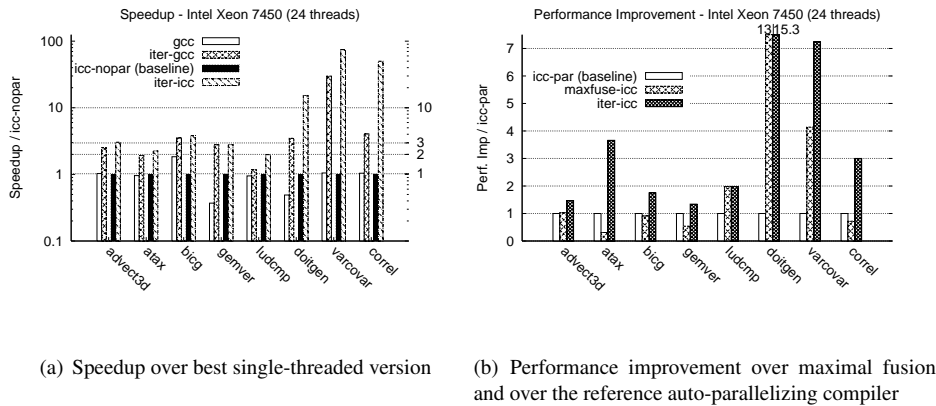 Speedup - Intel Xeon 7450 (24 threads)
Speedup / icc-nopar
100
10
1
0.1
gcc
iter-gcc
icc-nopar (baseline)
iter-icc
10
3
2
1
advect3d
atax
bicg
gemver
ludcmp
doitgen
varcovar
correl
(a) Speedup over best single-threaded version
Performance Improvement - Intel Xeon 7450 (24 threads)
13 15.3
Perf. Imp / icc-par
7
6
5
4
3
2
1
0
icc-par (baseline)
maxfuse-icc
iter-icc
advect3d
atax
bicg
gemver
ludcmp
doitgen
varcovar
correl
(b) Performance improvement over maximal fusion
and over the reference auto-parallelizing compiler